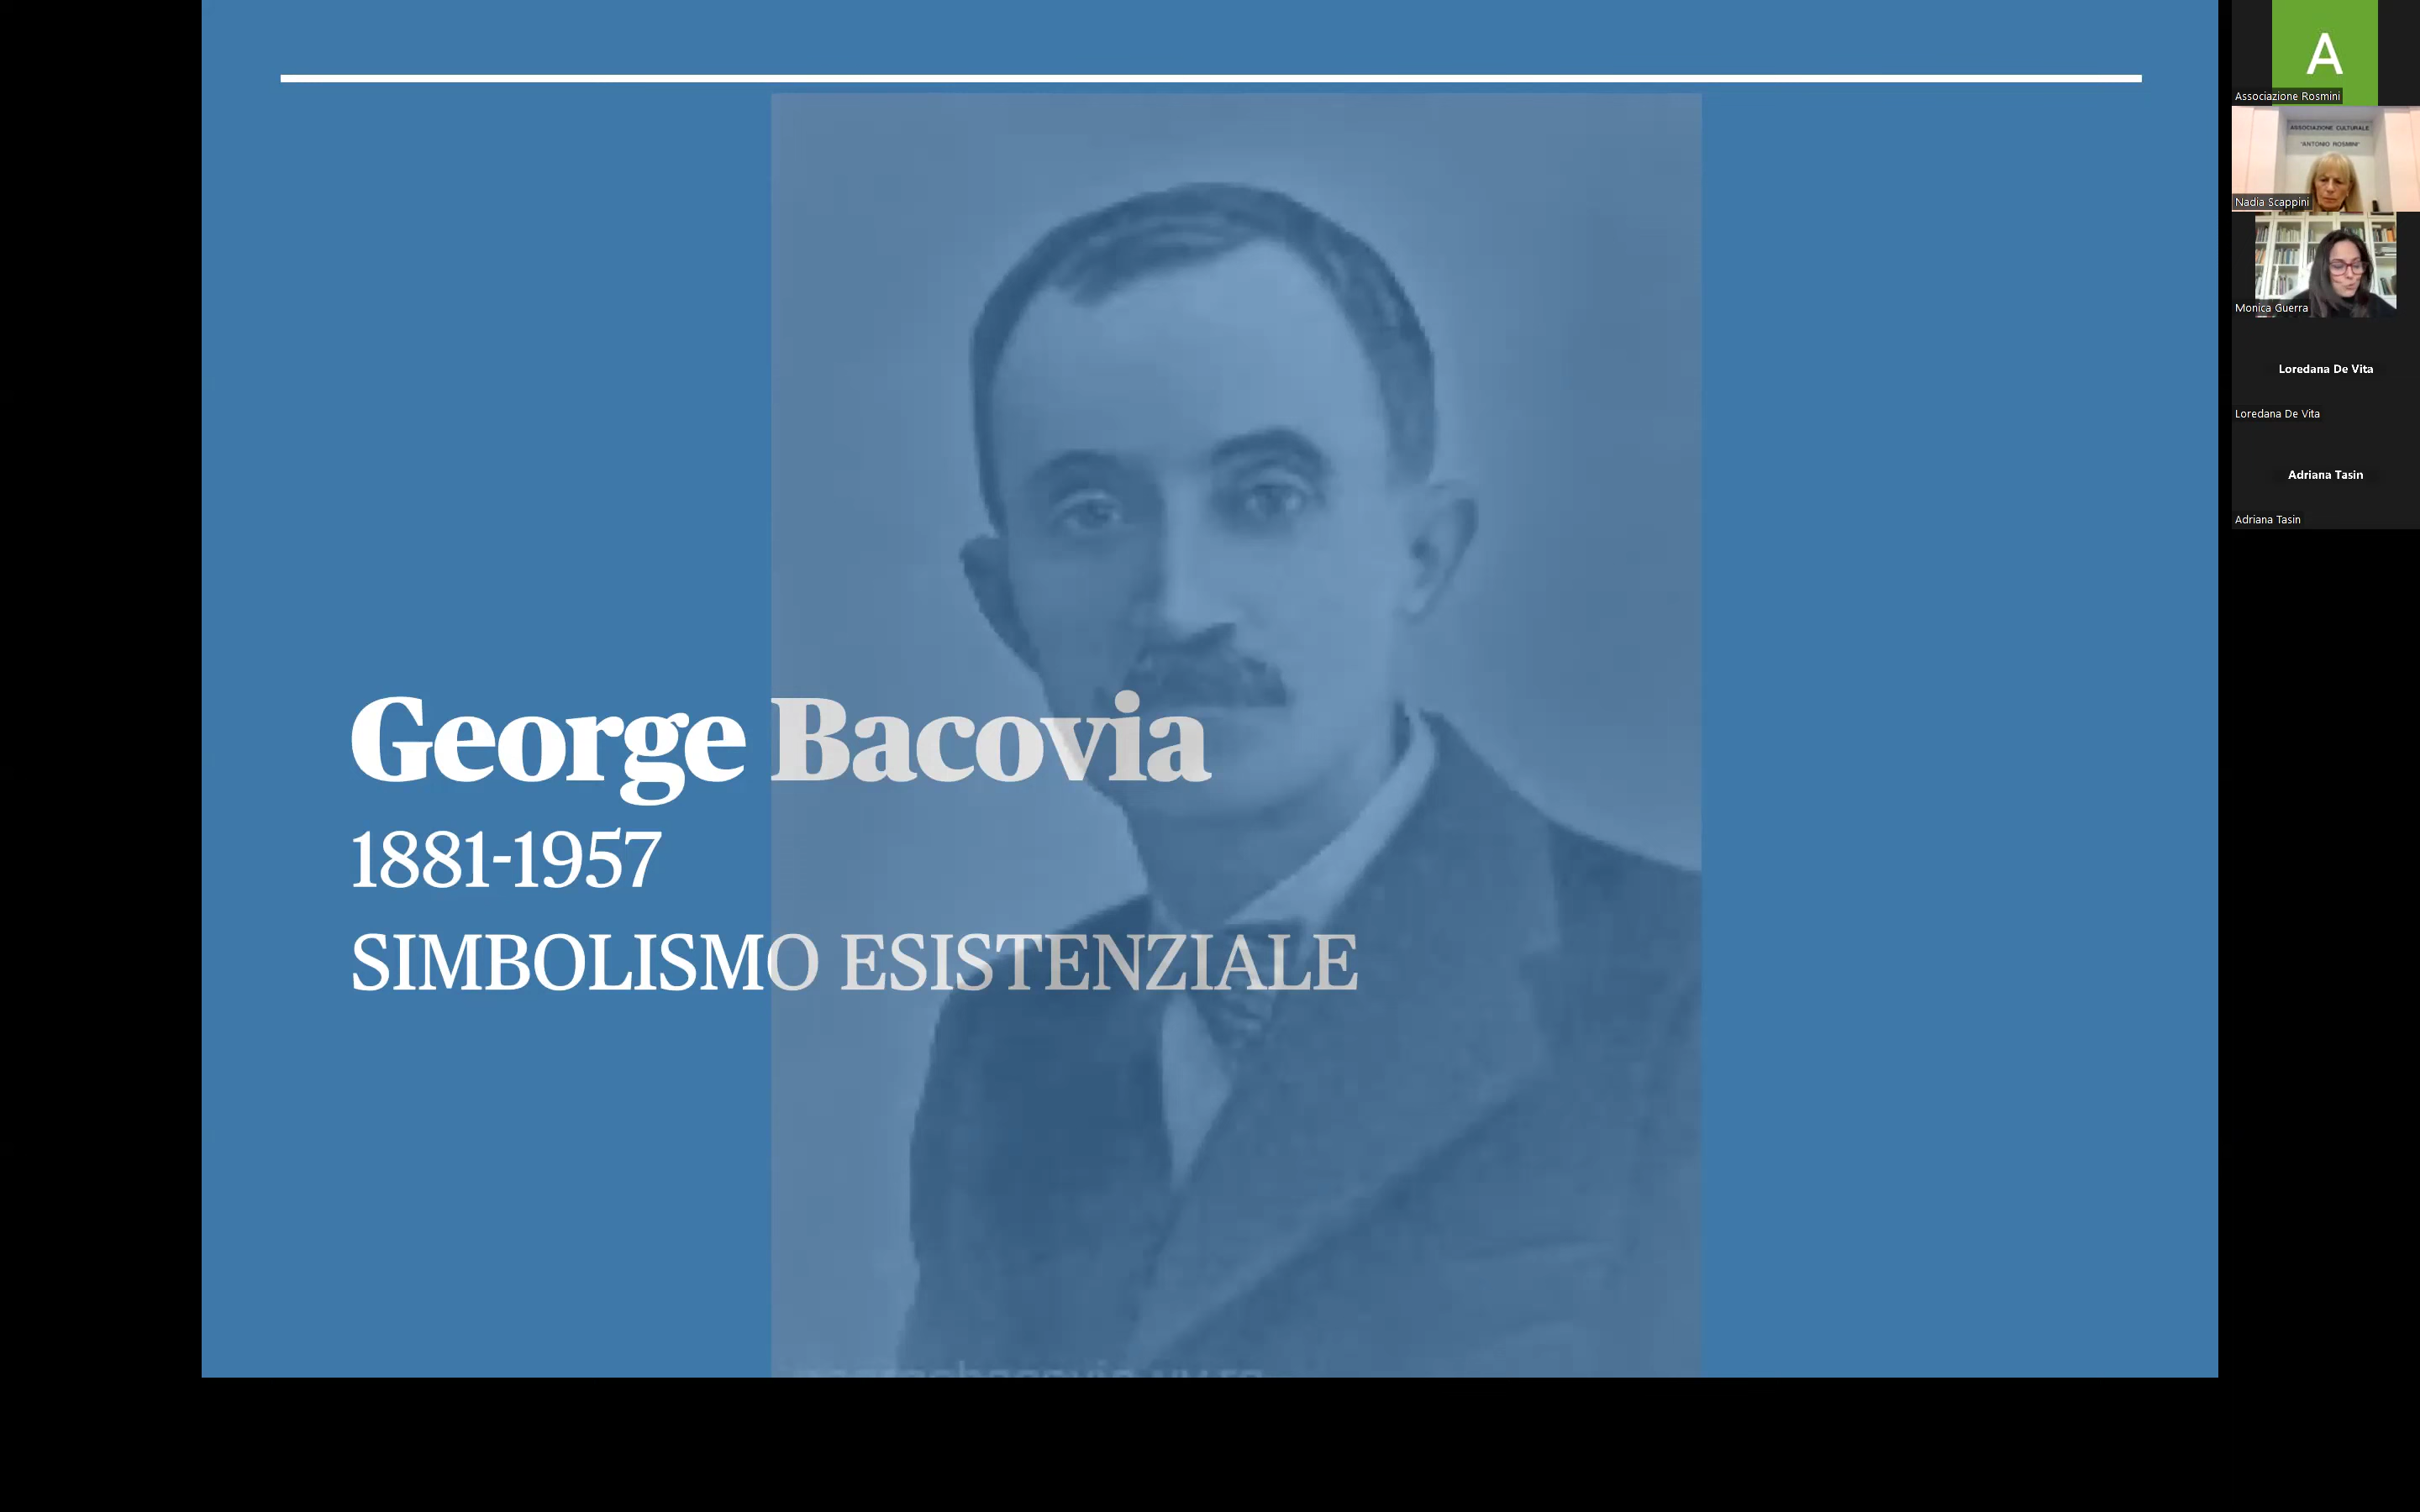 George Bacovia
1881-1957
SIMBOLISMO ESISTENZIALE
A
Associazione Rosmini
ASSOCIAZIONE CULTURALE
"ANTONIO ROSMINI"
Nadia Scappini
Monica Guerra
Loredana De Vita
Loredana De Vita
Adriana Tasin
Adriana Tasin